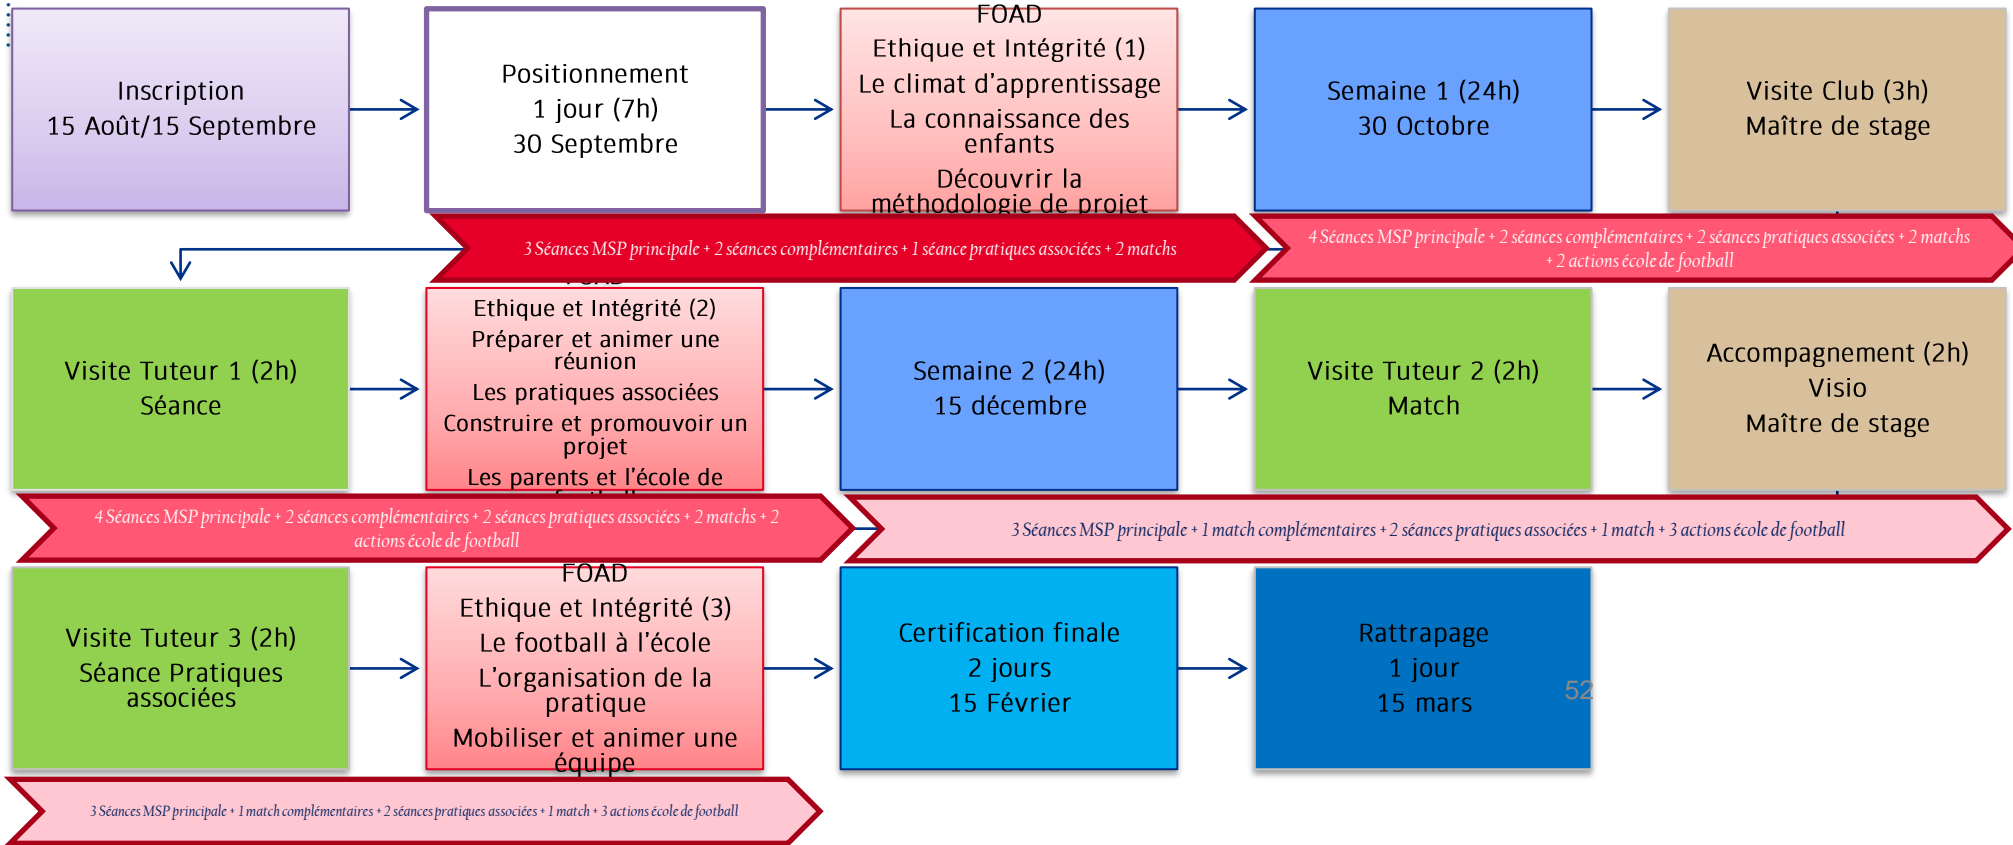 Inscription
15 Août/15 Septembre
Positionnement
1 jour (7h)
30 Septembre
FOAD
Ethique et Intégrité (1)
Le climat d'apprentissage
La connaissance des
enfants
Découvrir la
méthodologie de projet
Semaine 1 (24h)
30 Octobre
Visite Club (3h)
Maître de stage
3 Séances MSP principale + 2 séances complémentaires + 1 séance pratiques associées + 2 matchs
4 Séances MSP principale + 2 séances complémentaires + 2 séances pratiques associées + 2 matchs
+ 2 actions école de football
Visite Tuteur 1 (2h)
Séance
Ethique et Intégrité (2)
Préparer et animer une
réunion
Les pratiques associées
Construire et promouvoir un
projet
Les parents et l'école de
Semaine 2 (24h)
15 décembre
Visite Tuteur 2 (2h)
Match
Accompagnement (2h)
Visio
Maître de stage
4 Séances MSP principale + 2 séances complémentaires + 2 séances pratiques associées + 2 matchs + 2
actions école de football
3 Séances MSP principale + 1 match complémentaires + 2 séances pratiques associées + 1 match + 3 actions école de football
Visite Tuteur 3 (2h)
Séance Pratiques
associées
FOAD
Ethique et Intégrité (3)
Le football à l'école
L'organisation de la
pratique
Mobiliser et animer une
équipe
Certification finale
2 jours
15 Février
Rattrapage
1 jour
15 mars
52
3 Séances MSP principale + 1 match complémentaires + 2 séances pratiques associées + 1 match + 3 actions école de football